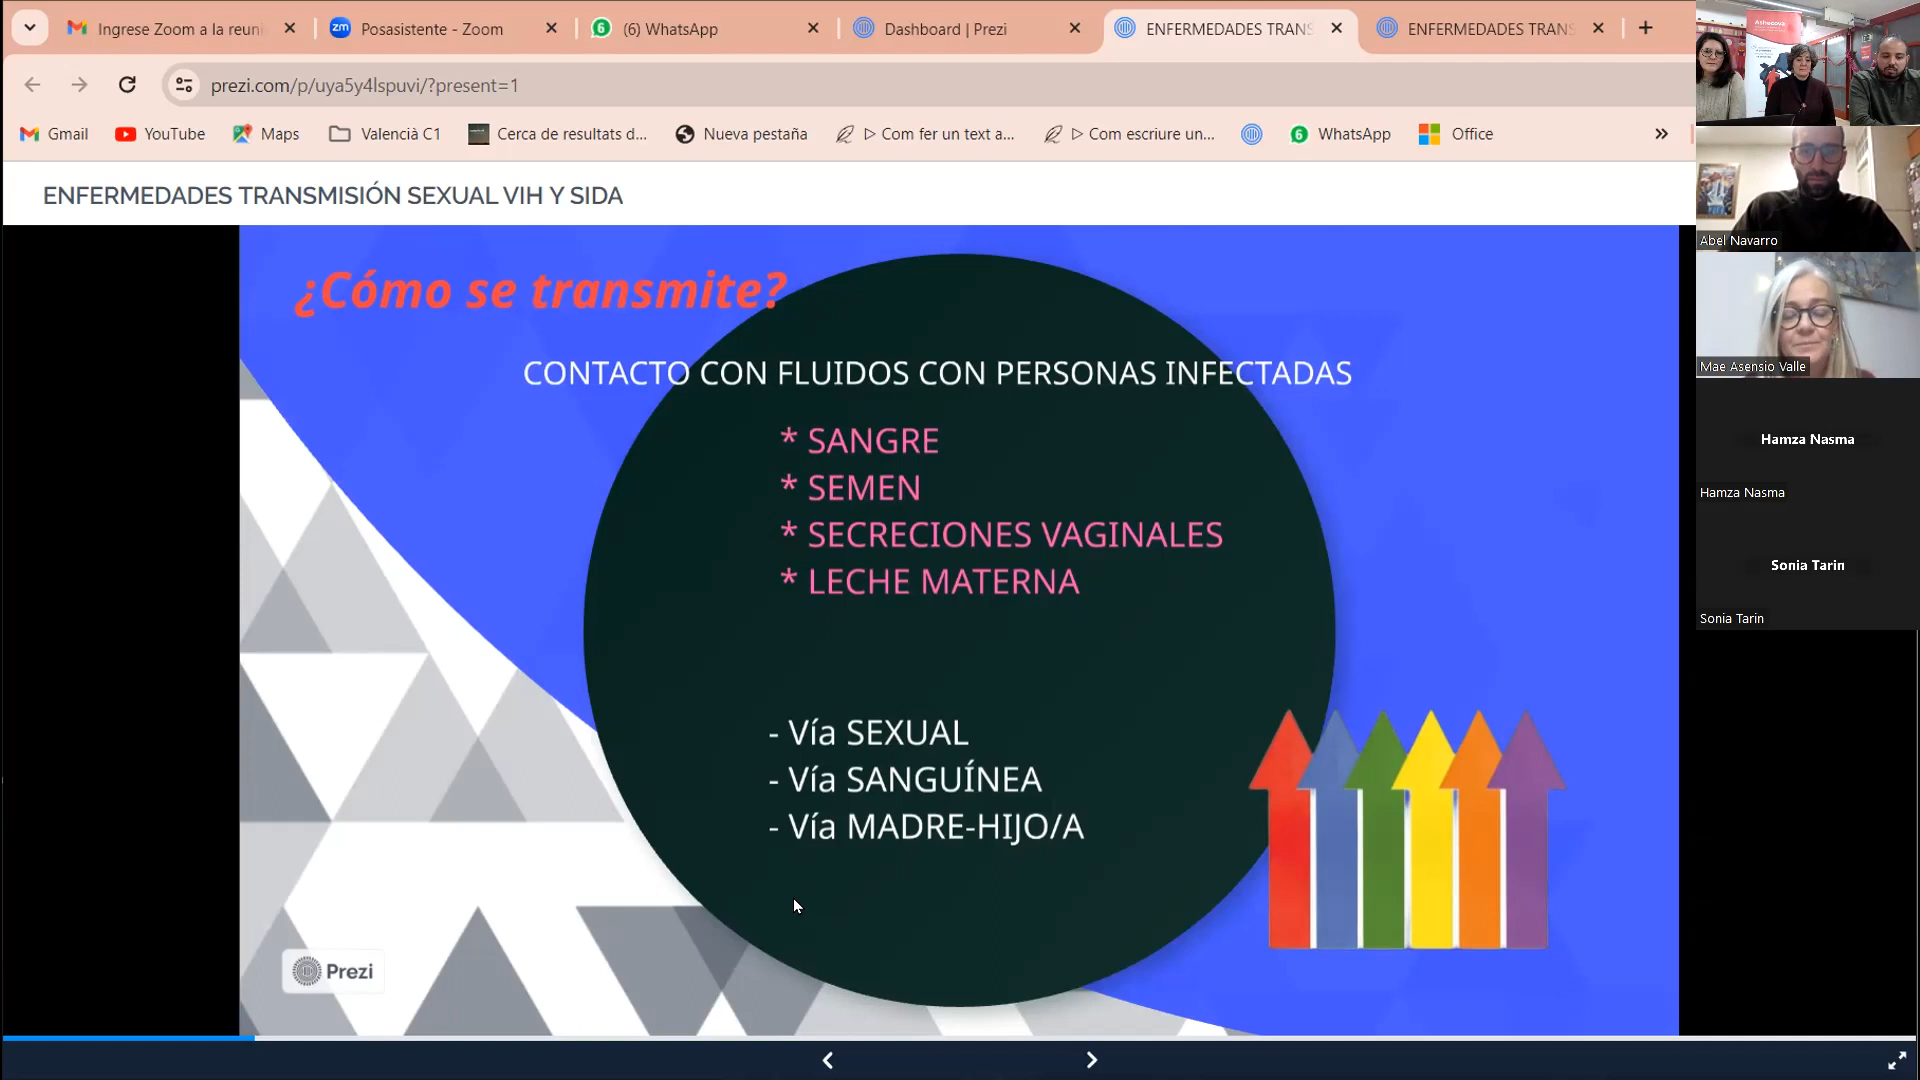 Ingrese Zoom a la reuni
Posasistente - Zoom
(6) WhatsApp
Dashboard | Prezi
ENFERMEDADES TRANS
ENFERMEDADES TRANS
prezi.com/p/uya5y4lspuvi/?present=1
Gmail
YouTube
Maps
Valencià C1
Cerca de resultats d...
Nueva pestaña
Com fer un text a...
Com escriure un...
WhatsApp
Office
ENFERMEDADES TRANSMISIÓN SEXUAL VIH Y SIDA
¿Cómo se transmite?
CONTACTO CON FLUIDOS CON PERSONAS INFECTADAS
* SANGRE
* SEMEN
* SECRECIONES VAGINALES
* LECHE MATERNA
- Vía SEXUAL
- Vía SANGUÍNEA
- Vía MADRE-HIJO/A
Prezi
Abel Navarro
Mae Asensio Valle
Hamza Nasma
Hamza Nasma
Sonia Tarin
Sonia Tarin